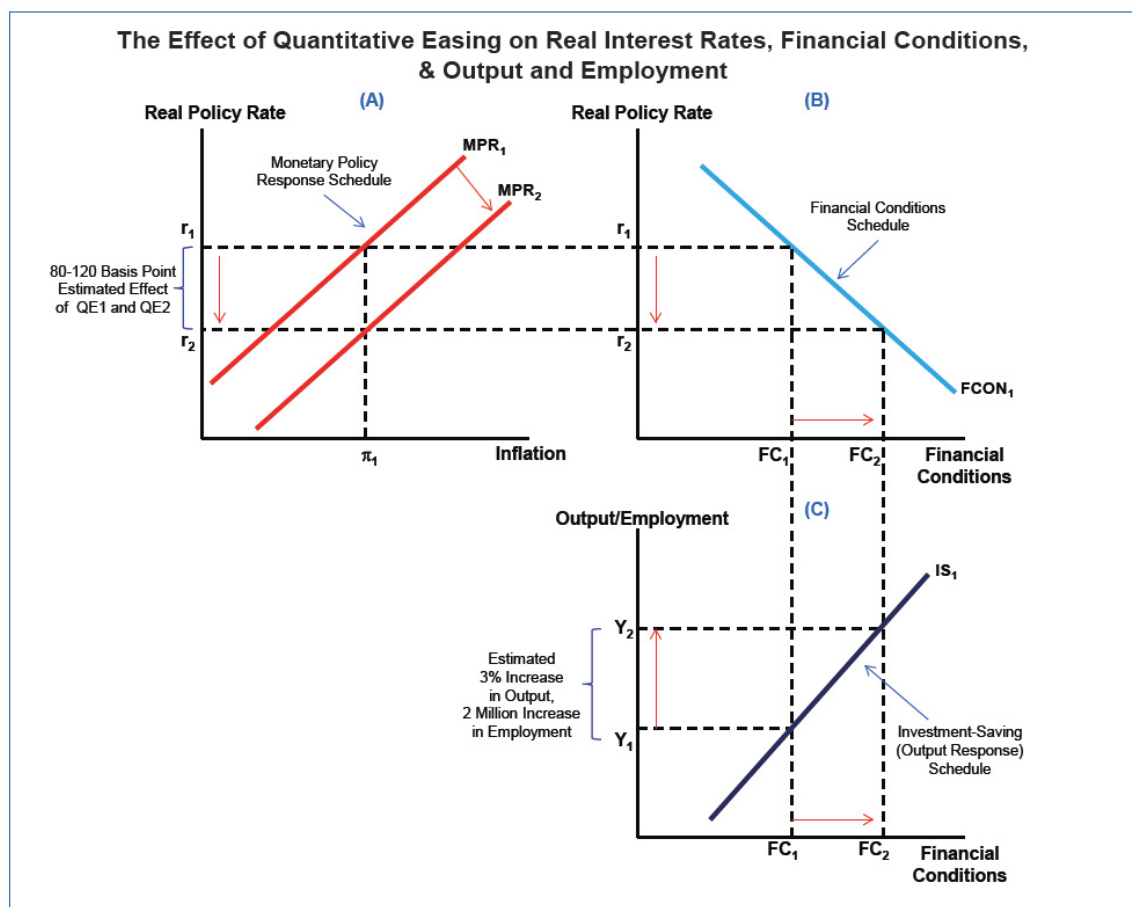 The Effect of Quantitative Easing on Real Interest Rates, Financial Conditions,
& Output and Employment
(A)
Real Policy Rate
MPR₁
Monetary Policy
Response Schedule
MPR₂
r₁
80-120 Basis Point
Estimated Effect
of QE1 and QE2
r₂
π₁
Inflation
(B)
Real Policy Rate
Financial Conditions
Schedule
r₁
r₂
FCON₁
FC₁
FC₂
Financial
Conditions
(C)
Output/Employment
IS₁
Y₂
Estimated
3% Increase
in Output,
2 Million Increase
in Employment
Y₁
Investment-Saving
(Output Response)
Schedule
FC₁
FC₂
Financial
Conditions